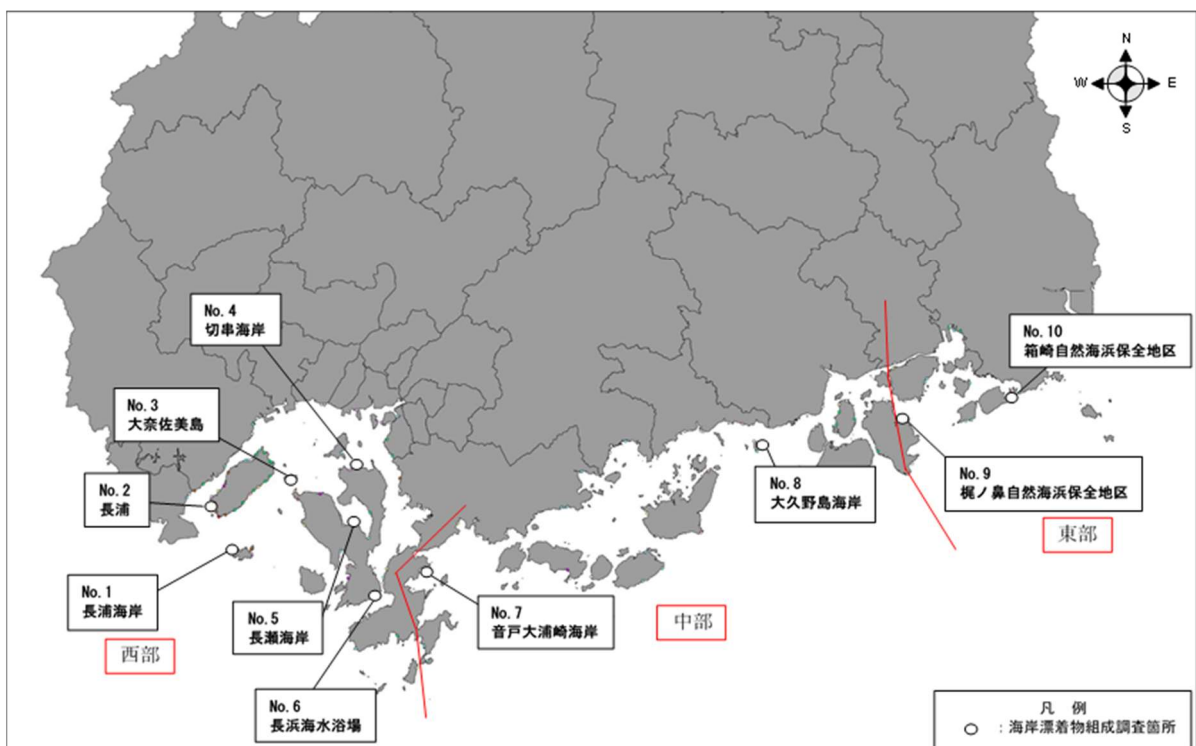 N
W E
S
No. 4
切串海岸
No. 10
箱崎自然海浜保全地区
No. 3
大奈佐美島
No. 2
長浦
No. 8
大久野島海岸
No. 9
梶ノ鼻自然海浜保全地区
東部
No. 1
長浦海岸
No. 5
長瀬海岸
No. 7
音戸大浦崎海岸
中部
西部
No. 6
長浜海水浴場
凡 例
：海岸漂着物組成調査箇所